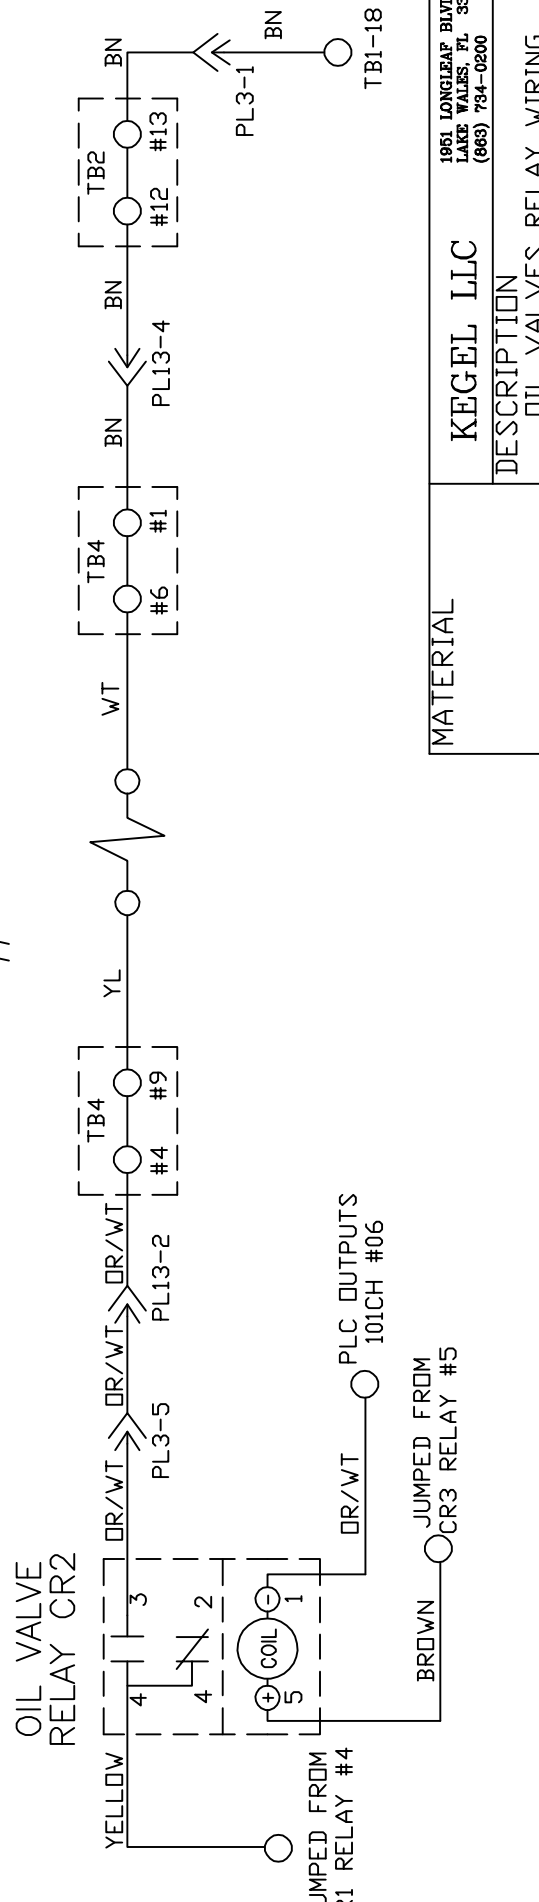 OIL VALVE
RELAY CR2
YELLOW
JUMPED FROM
RELAY #4
4
3
4
2
COIL
+
-
5
1
BROWN
JUMPED FROM
CR3 RELAY #5
OR/WT
PLC OUTPUTS
101CH #06
OR/WT
PL3-5
OR/WT
PL13-2
OR/WT
TB4
#4
#9
YL
WT
TB4
#6
#1
BN
PL13-4
BN
TB2
#12
#13
BN
PL3-1
BN
TB1-18
MATERIAL
KEGEL LLC
1951 LONGLEAF BLVD
LAKE WALES, FL 33
(863) 734-0200
DESCRIPTION
OIL VALVES RELAY WIRING